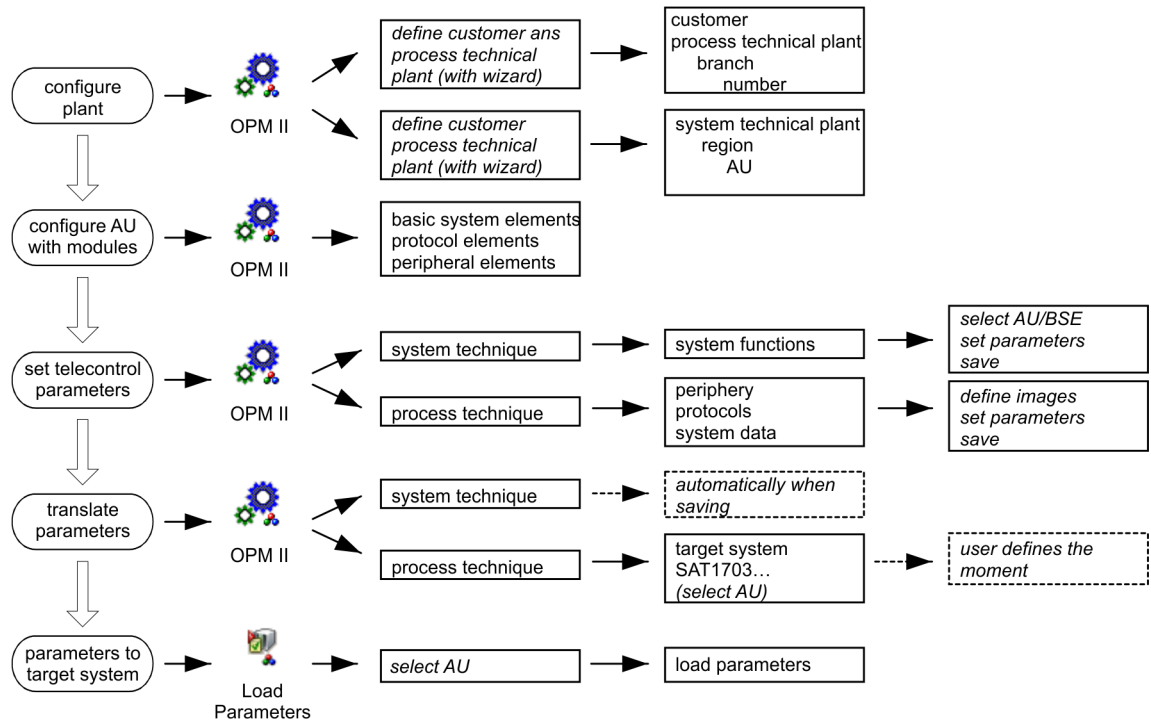 configure
plant
OPM II
define customer ans
process technical
plant (with wizard)
customer
process technical plant
branch
number
define customer
process technical
plant (with wizard)
system technical plant
region
AU
configure AU
with modules
OPM II
basic system elements
protocol elements
peripheral elements
set telecontrol
parameters
OPM II
system technique
system functions
select AU/BSE
set parameters
save
process technique
periphery
protocols
system data
define images
set parameters
save
translate
parameters
OPM II
system technique
automatically when
saving
process technique
target system
SAT1703…
(select AU)
user defines the
moment
parameters to
target system
Load
Parameters
select AU
load parameters